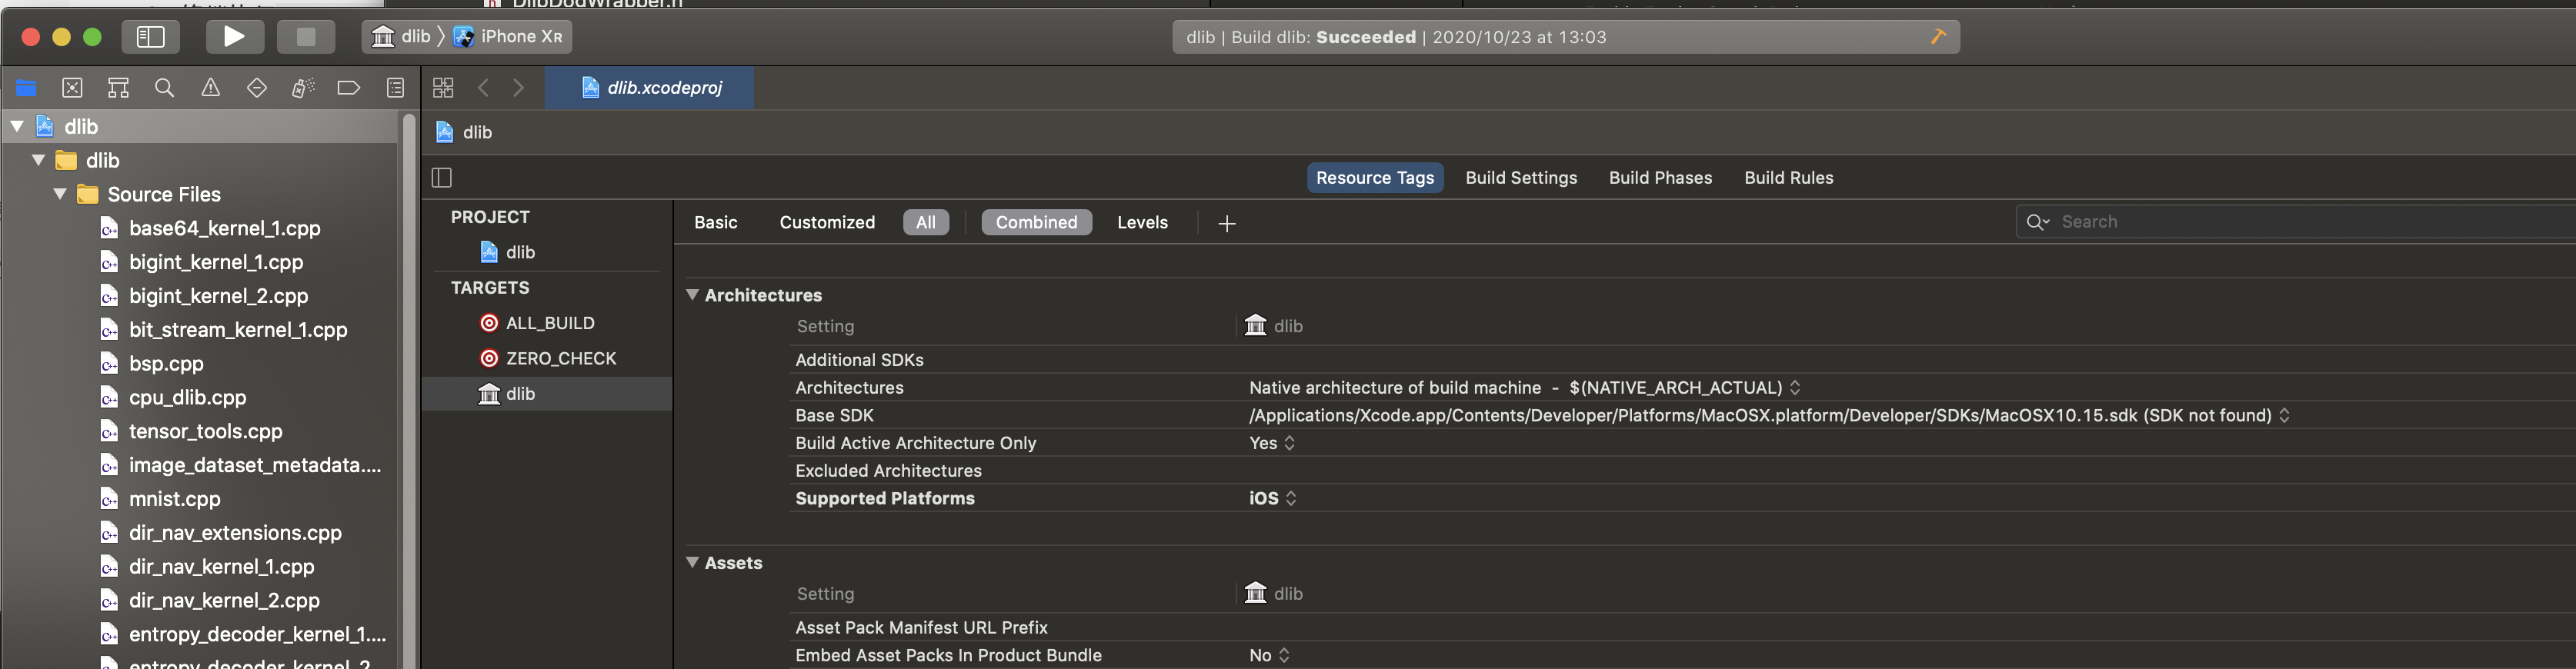 DlibDogWrapper.h
dlib 〉 iPhone XR
dlib | Build dlib: Succeeded | 2020/10/23 at 13:03
dlib.xcodeproj
dlib
dlib
dlib
Source Files
base64_kernel_1.cpp
bigint_kernel_1.cpp
bigint_kernel_2.cpp
bit_stream_kernel_1.cpp
bsp.cpp
cpu_dlib.cpp
tensor_tools.cpp
image_dataset_metadata....
mnist.cpp
dir_nav_extensions.cpp
dir_nav_kernel_1.cpp
dir_nav_kernel_2.cpp
entropy_decoder_kernel_1....
entropy_decoder_kernel_2
Resource Tags Build Settings Build Phases Build Rules
PROJECT
dlib
TARGETS
ALL_BUILD
ZERO_CHECK
dlib
Basic Customized All Combined Levels + Search
Architectures
Setting dlib
Additional SDKs
Architectures Native architecture of build machine - $(NATIVE_ARCH_ACTUAL)
Base SDK /Applications/Xcode.app/Contents/Developer/Platforms/MacOSX.platform/Developer/SDKs/MacOSX10.15.sdk (SDK not found)
Build Active Architecture Only Yes
Excluded Architectures
Supported Platforms iOS
Assets
Setting dlib
Asset Pack Manifest URL Prefix
Embed Asset Packs In Product Bundle No